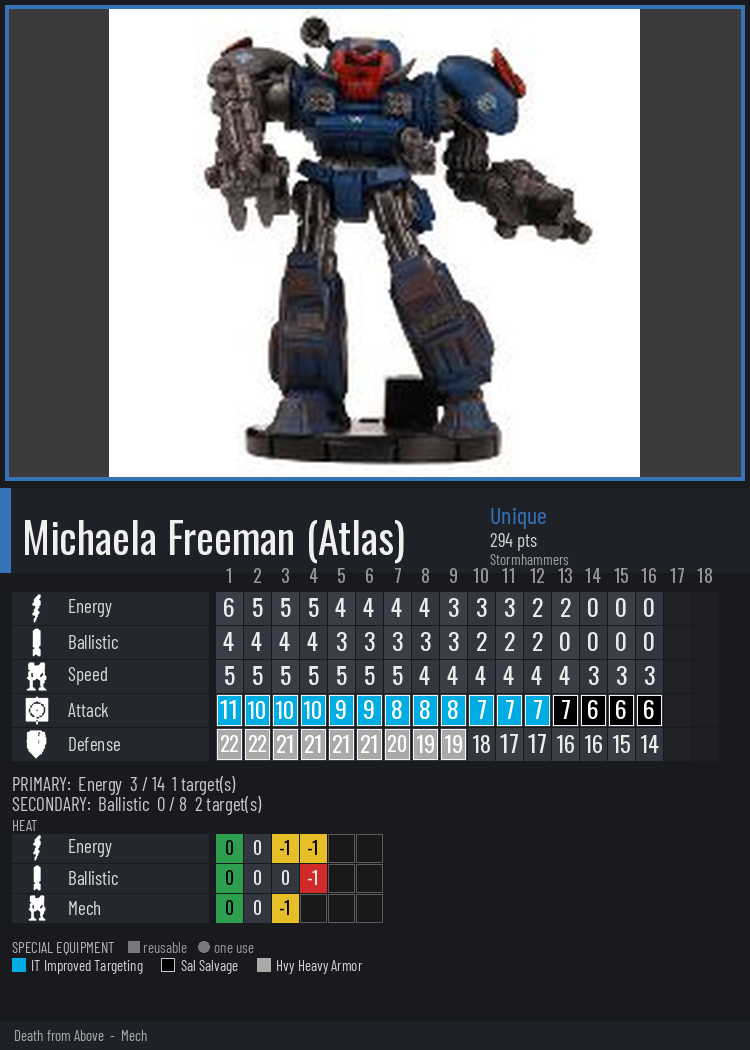 Michaela Freeman (Atlas)
Unique
294 pts
Stormhammers
1 2 3 4 5 6 7 8 9 10 11 12 13 14 15 16 17 18
Energy 6 5 5 5 4 4 4 4 3 3 3 2 2 0 0 0
Ballistic 4 4 4 4 3 3 3 3 3 2 2 2 0 0 0 0
Speed 5 5 5 5 5 5 5 4 4 4 4 4 4 3 3 3
Attack 11 10 10 10 9 9 8 8 8 7 7 7 7 6 6 6
Defense 22 22 21 21 21 21 20 19 19 18 17 17 16 16 15 14
PRIMARY: Energy 3 / 14 1 target(s)
SECONDARY: Ballistic 0 / 8 2 target(s)
HEAT
Energy 0 0 -1 -1
Ballistic 0 0 0 -1
Mech 0 0 -1
SPECIAL EQUIPMENT reusable one use
IT Improved Targeting Sal Salvage Hvy Heavy Armor
Death from Above - Mech